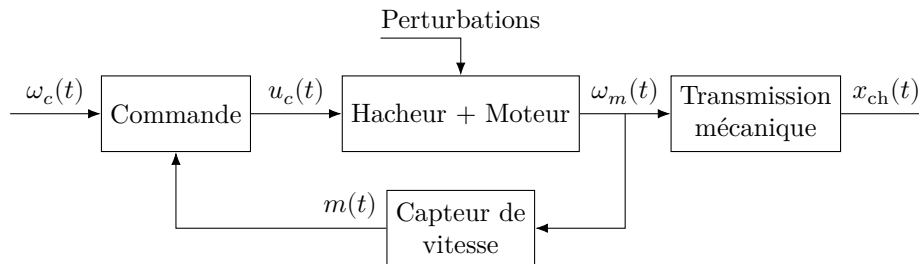 Perturbations
ω_c(t)
Commande
u_c(t)
Hacheur + Moteur
ω_m(t)
Transmission
mécanique
x_ch(t)
m(t)
Capteur de
vitesse